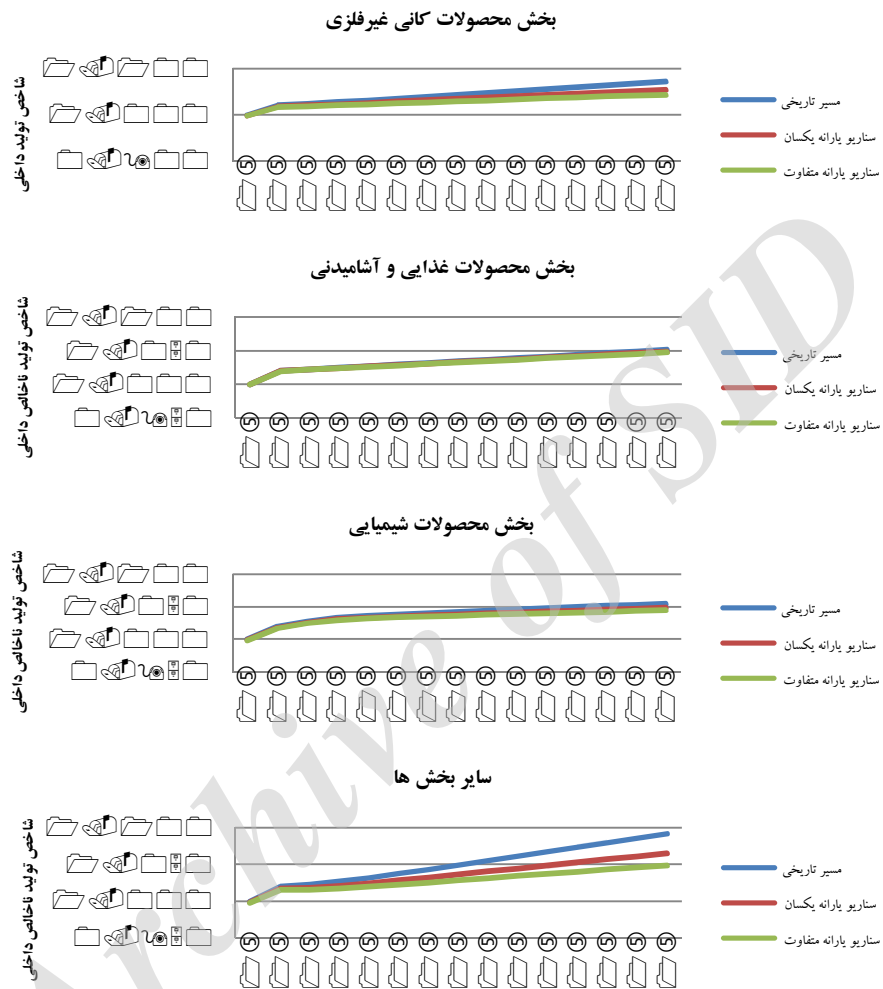 بخش محصولات کانی غیرفلزی
شاخص تولید داخلی
مسیر تاریخی
سناریو یارانه یکسان
سناریو یارانه متفاوت
بخش محصولات غذایی و آشامیدنی
شاخص تولید ناخالص داخلی
مسیر تاریخی
سناریو یارانه یکسان
سناریو یارانه متفاوت
بخش محصولات شیمیایی
شاخص تولید ناخالص داخلی
مسیر تاریخی
سناریو یارانه یکسان
سناریو یارانه متفاوت
سایر بخش ها
شاخص تولید ناخالص داخلی
مسیر تاریخی
سناریو یارانه یکسان
سناریو یارانه متفاوت
Archive of SID